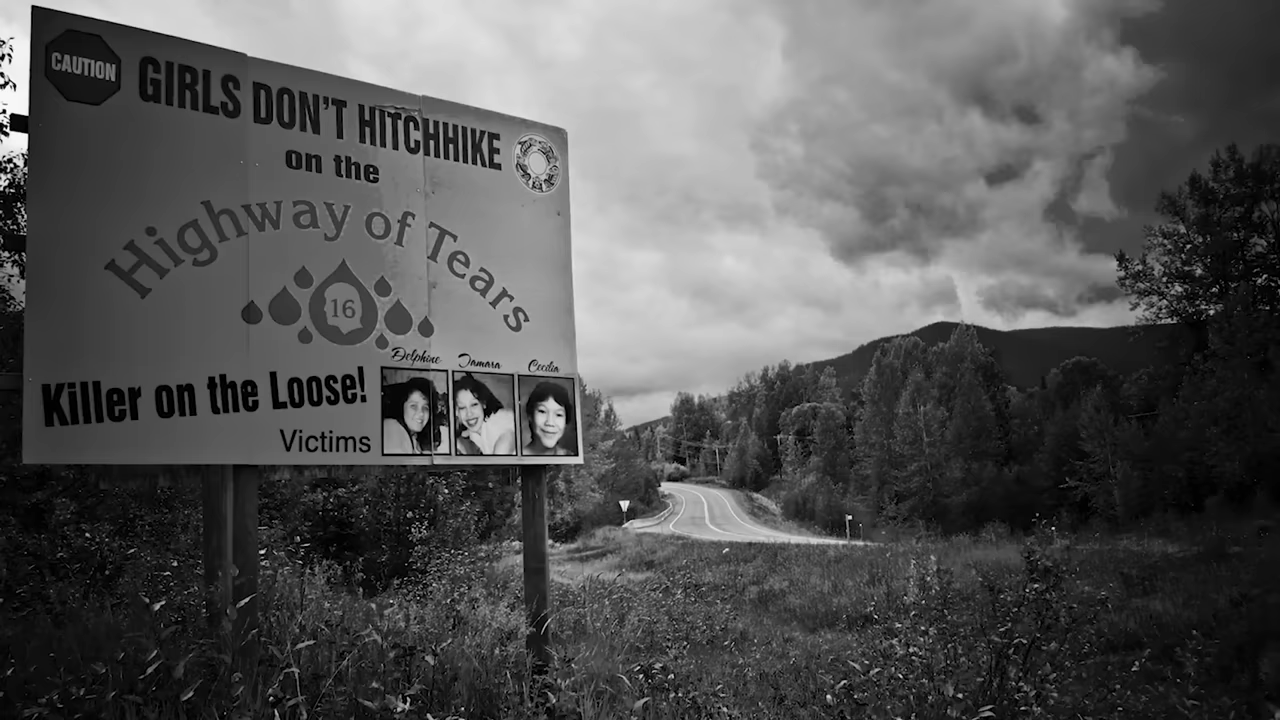 CAUTION
GIRLS DON'T HITCHHIKE
on the
Highway of Tears
16
Killer on the Loose!
Victims
Delphine
Tamara
Cecilia